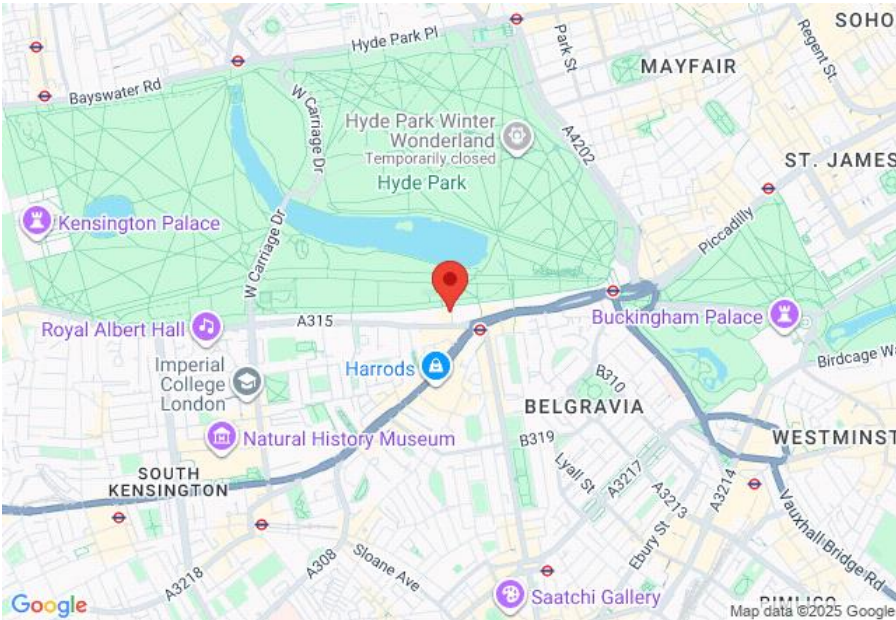 SOHO
Hyde Park Pl
Park St
Regent St.
MAYFAIR
Bayswater Rd
W Carriage Dr
Hyde Park Winter
Wonderland
Temporarily closed
A4202
Hyde Park
ST. JAMES
Kensington Palace
W Carriage Dr
Piccadilly
Royal Albert Hall
A315
Buckingham Palace
Imperial
College
London
Harrods
Birdcage Wa
B310
BELGRAVIA
Natural History Museum
B319
WESTMINST
SOUTH
KENSINGTON
Lyall St
A3217
A3213
A3214
Vauxhall Bridge Rd
Ebury St
A308
Sloane Ave
A3218
Saatchi Gallery
PIMLICO
Google
Map data ©2025 Google